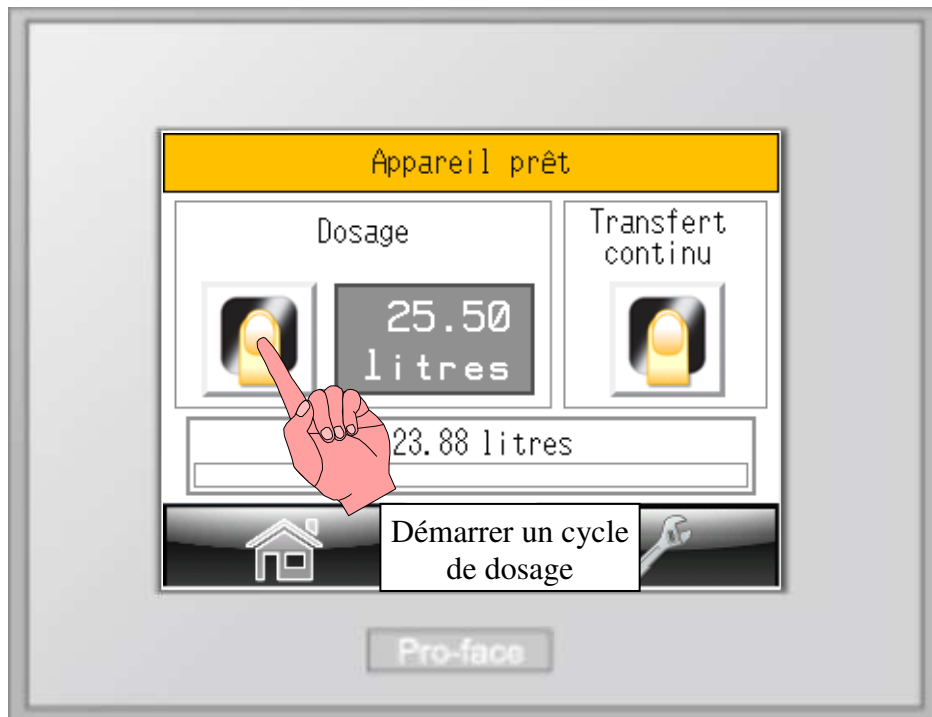 Appareil prêt
Dosage
Transfert
continu
25.50
litres
23.88 litres
Démarrer un cycle
de dosage
Pro-face